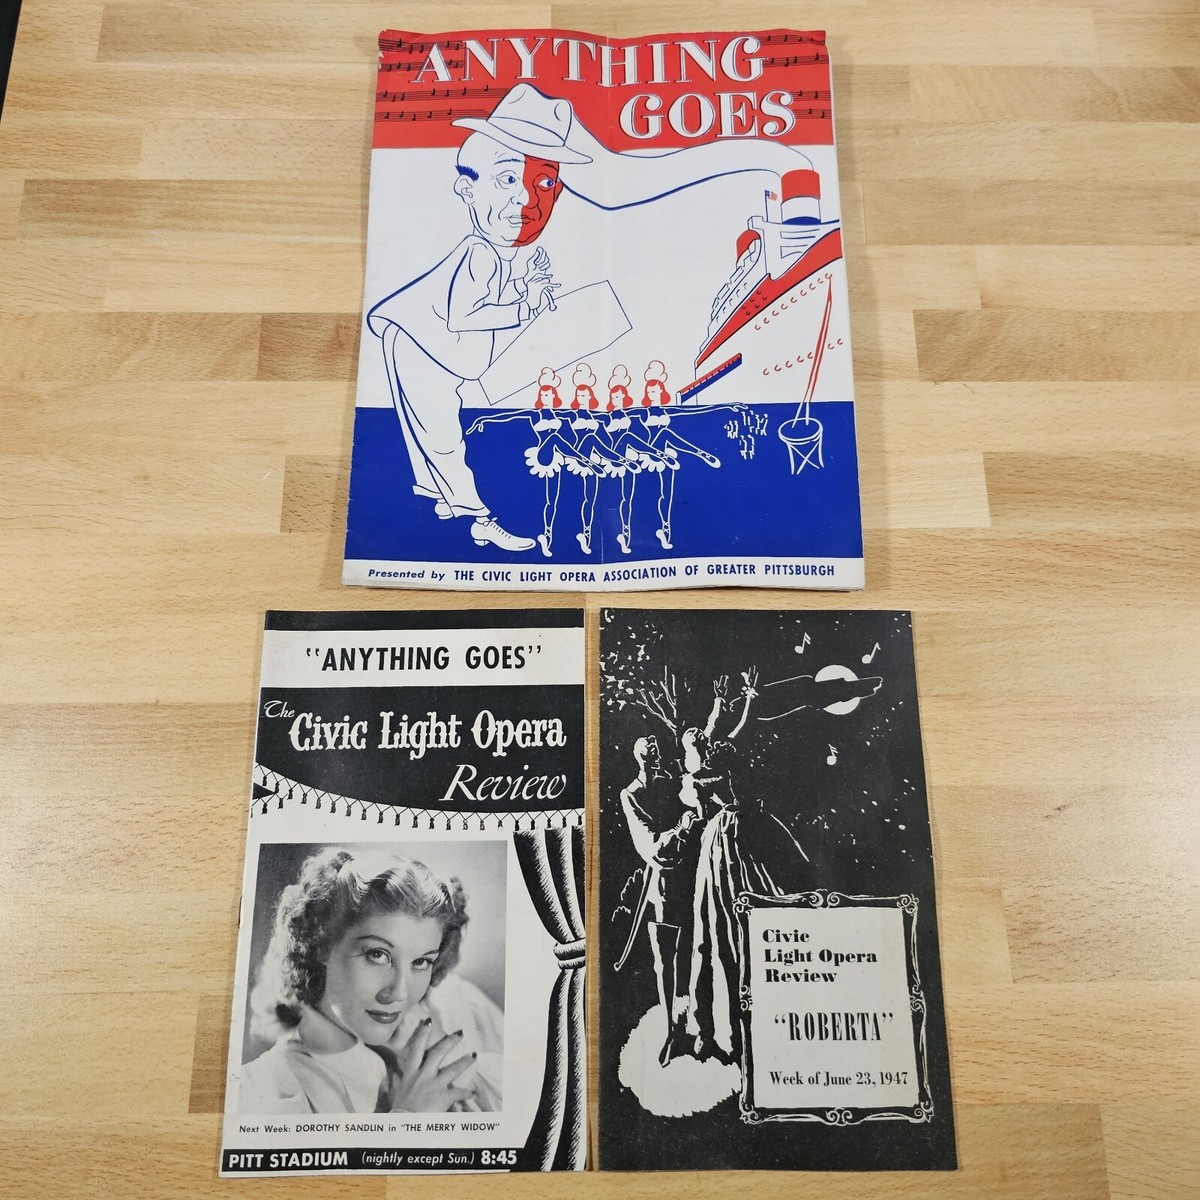 ANYTHING
GOES
Presented by THE CIVIC LIGHT OPERA ASSOCIATION OF GREATER PITTSBURGH
"ANYTHING GOES"
The
Civic Light Opera
Review
Next Week: DOROTHY SANDLIN in "THE MERRY WIDOW"
PITT STADIUM (nightly except Sun.) 8:45
Civic
Light Opera
Review
"ROBERTA"
Week of June 23, 1947